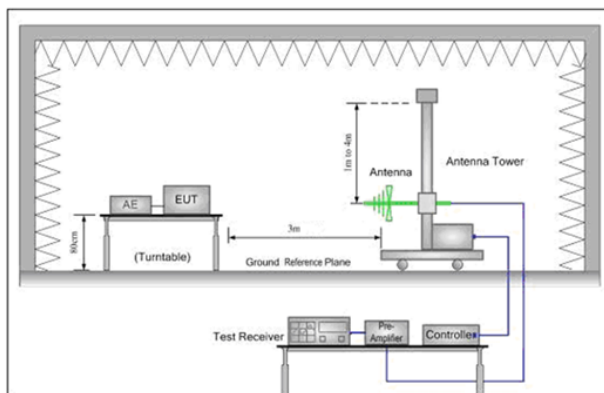 1m to 4m
Antenna
Antenna Tower
AE
EUT
80cm
(Turntable)
3m
Ground Reference Plane
Test Receiver
Pre-
Amplifier
Controller